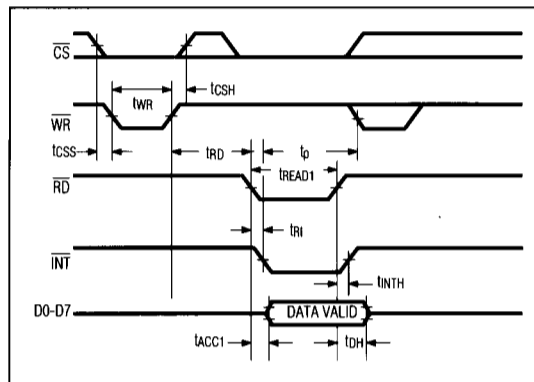 CS
tWR
tCSH
WR
tCSS
tRD
tp
tREAD1
RD
tRI
INT
tINTH
D0-D7
DATA VALID
tACC1
tDH